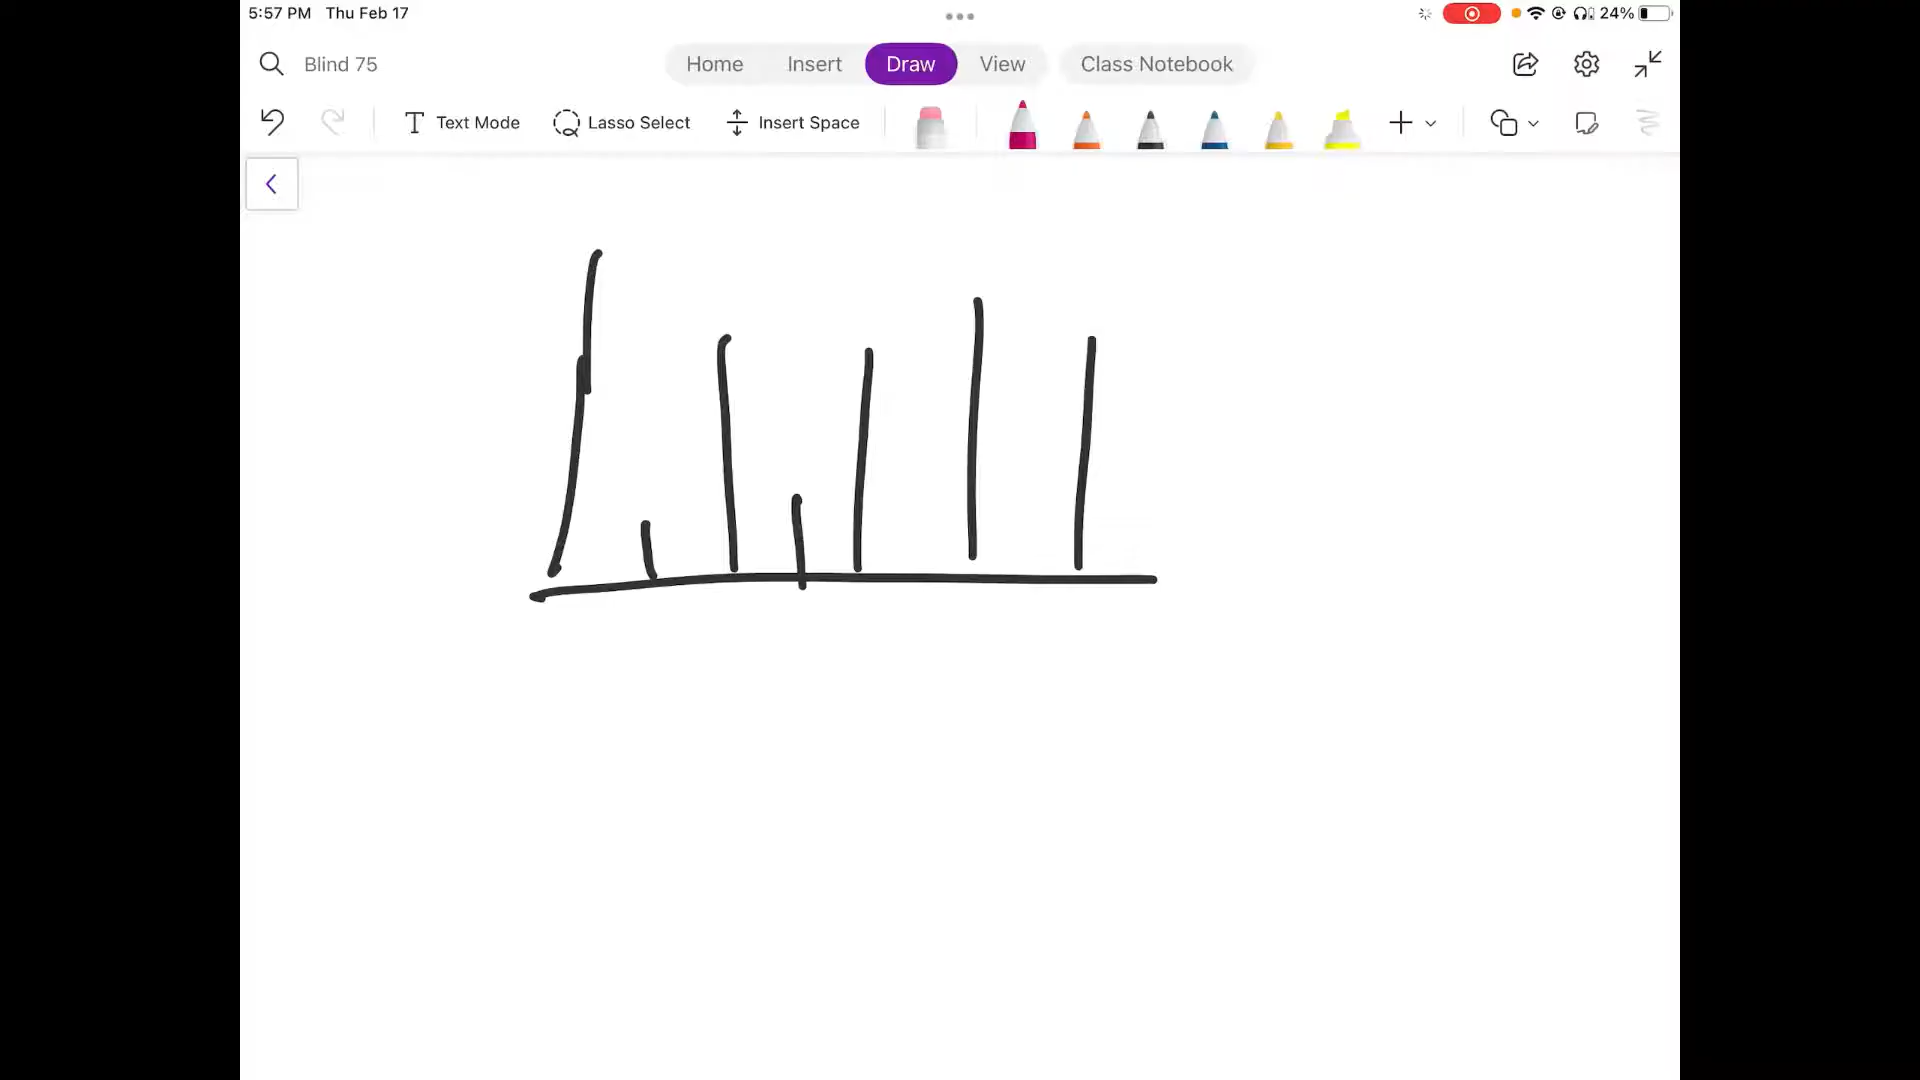 5:57 PM Thu Feb 17 24%
Blind 75 Home Insert Draw View Class Notebook
Text Mode Lasso Select Insert Space